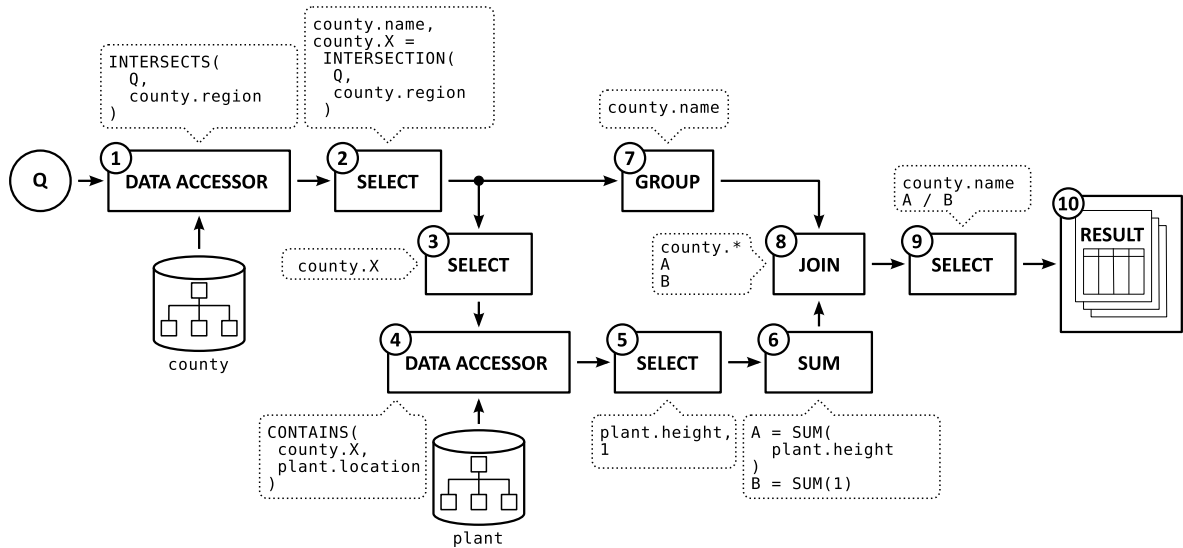 Q
INTERSECTS(
Q,
county.region
)
1
DATA ACCESSOR
county
county.name,
county.X =
INTERSECTION(
Q,
county.region
)
2
SELECT
county.X
3
SELECT
4
DATA ACCESSOR
CONTAINS(
county.X,
plant.location
)
plant
5
SELECT
plant.height,
1
6
SUM
A = SUM(
plant.height
)
B = SUM(1)
county.name
7
GROUP
county.*
A
B
8
JOIN
county.name
A / B
9
SELECT
10
RESULT